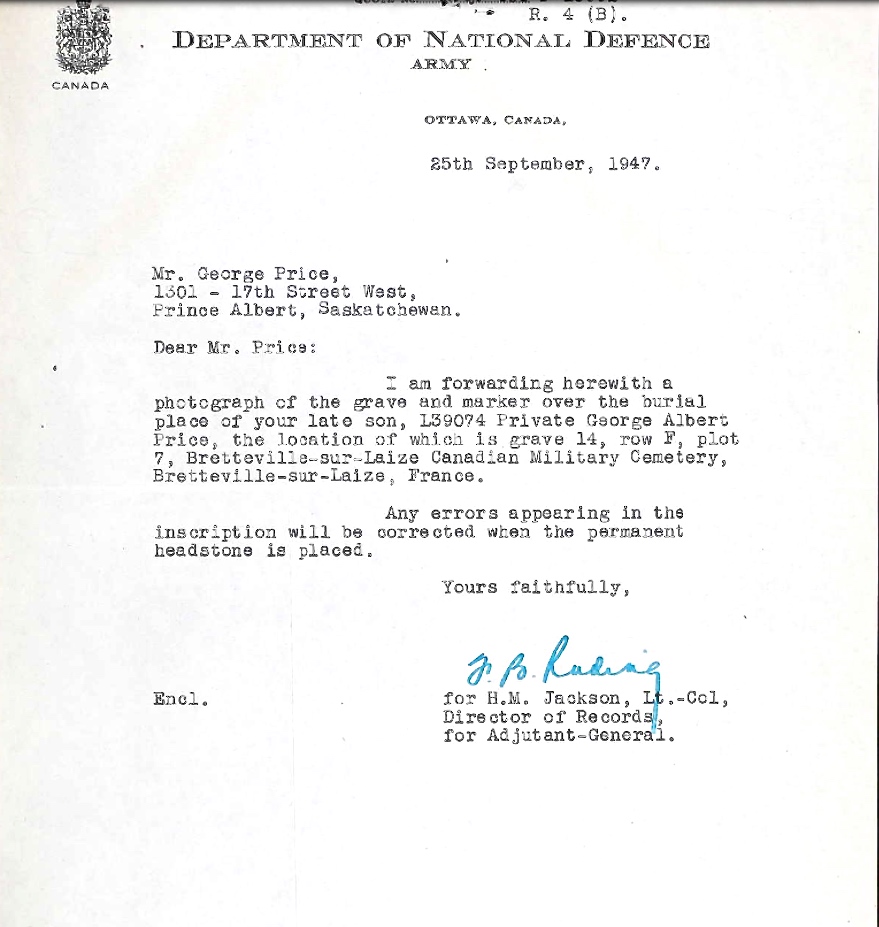 R. 4 (B).
DEPARTMENT OF NATIONAL DEFENCE
ARMY
CANADA
OTTAWA, CANADA,
25th September, 1947.
Mr. George Price,
1301 - 17th Street West,
Prince Albert, Saskatchewan.
Dear Mr. Price:
I am forwarding herewith a
photograph of the grave and marker over the burial
place of your late son, L39074 Private George Albert
Price, the location of which is grave 14, row F, plot
7, Bretteville-sur-Laize Canadian Military Cemetery,
Bretteville-sur-Laize, France.
Any errors appearing in the
inscription will be corrected when the permanent
headstone is placed.
Yours faithfully,
Encl.
for H.M. Jackson, Lt.-Col,
Director of Records,
for Adjutant-General.